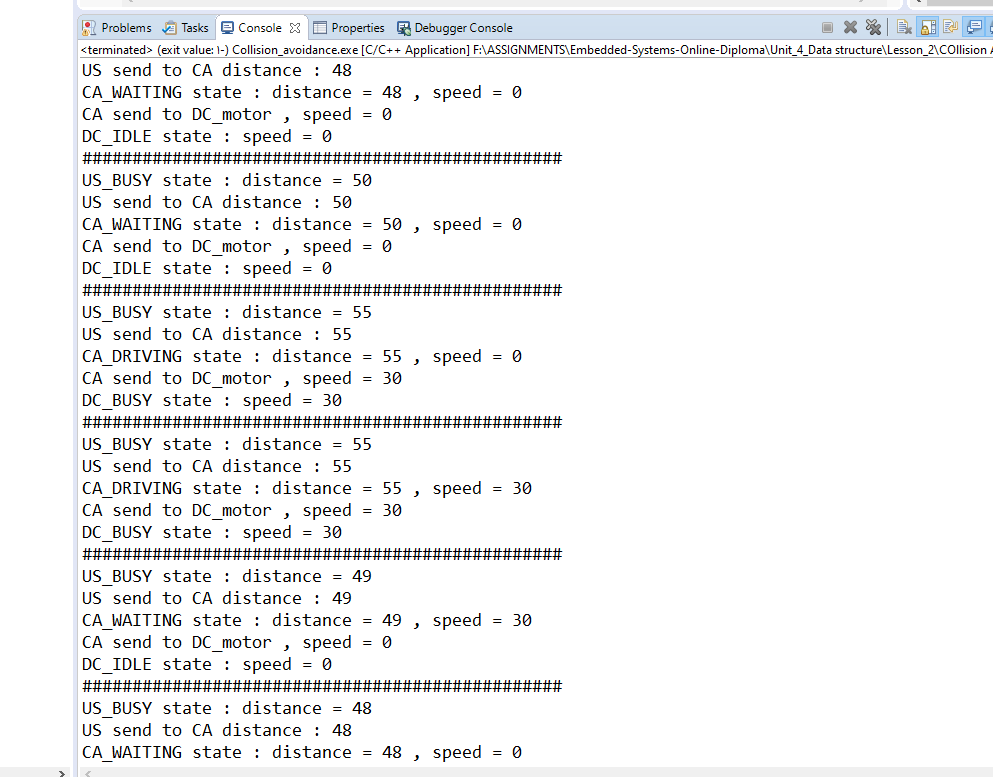 Problems Tasks Console Properties Debugger Console
<terminated> (exit value: \-) Collision_avoidance.exe [C/C++ Application] F:\ASSIGNMENTS\Embedded-Systems-Online-Diploma\Unit_4_Data structure\Lesson_2\COllision A
US send to CA distance : 48
CA_WAITING state : distance = 48 , speed = 0
CA send to DC_motor , speed = 0
DC_IDLE state : speed = 0
################################################
US_BUSY state : distance = 50
US send to CA distance : 50
CA_WAITING state : distance = 50 , speed = 0
CA send to DC_motor , speed = 0
DC_IDLE state : speed = 0
################################################
US_BUSY state : distance = 55
US send to CA distance : 55
CA_DRIVING state : distance = 55 , speed = 0
CA send to DC_motor , speed = 30
DC_BUSY state : speed = 30
################################################
US_BUSY state : distance = 55
US send to CA distance : 55
CA_DRIVING state : distance = 55 , speed = 30
CA send to DC_motor , speed = 30
DC_BUSY state : speed = 30
################################################
US_BUSY state : distance = 49
US send to CA distance : 49
CA_WAITING state : distance = 49 , speed = 30
CA send to DC_motor , speed = 0
DC_IDLE state : speed = 0
################################################
US_BUSY state : distance = 48
US send to CA distance : 48
CA_WAITING state : distance = 48 , speed = 0